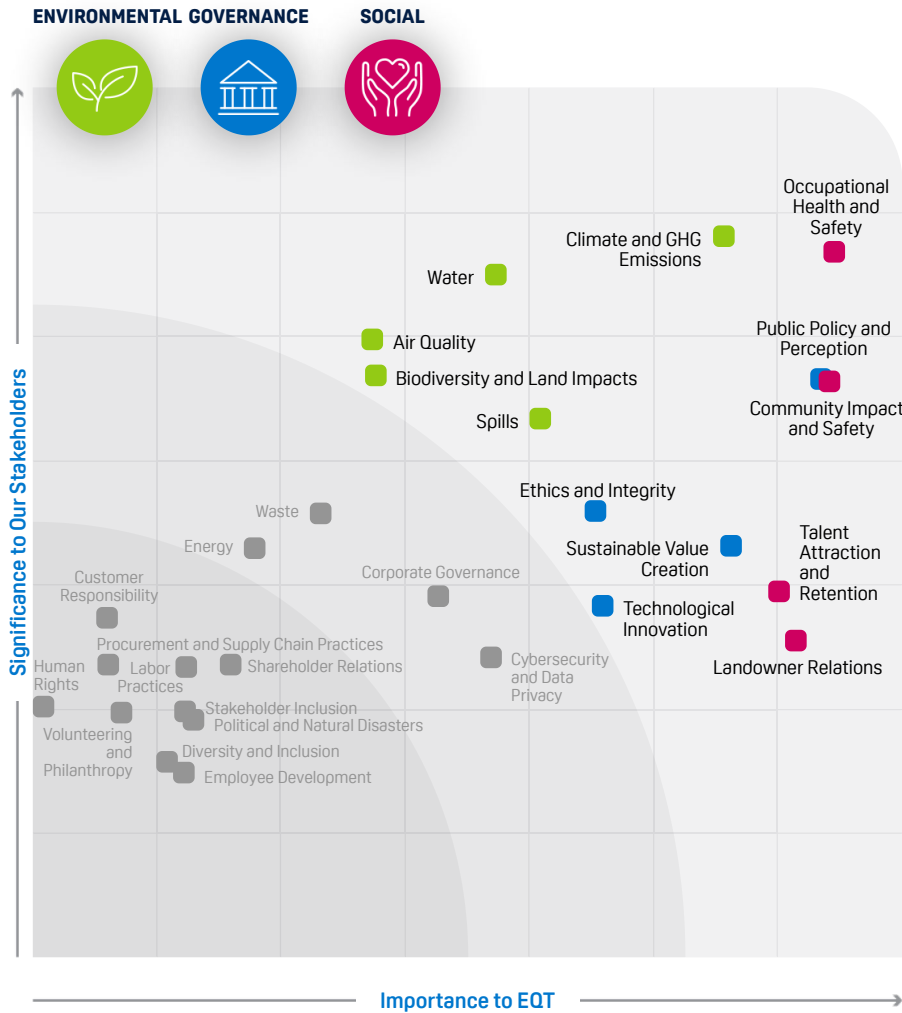 ENVIRONMENTAL
GOVERNANCE
SOCIAL
Significance to Our Stakeholders
Occupational
Health and
Safety
Climate and GHG
Emissions
Water
Public Policy and
Perception
Air Quality
Biodiversity and Land Impacts
Community Impact
and Safety
Spills
Ethics and Integrity
Waste
Talent
Attraction
and
Retention
Energy
Sustainable Value
Creation
Corporate Governance
Customer
Responsibility
Technological
Innovation
Procurement and Supply Chain Practices
Human
Rights
Labor
Practices
Shareholder Relations
Cybersecurity
and Data
Privacy
Landowner Relations
Stakeholder Inclusion
Political and Natural Disasters
Volunteering
and
Philanthropy
Diversity and Inclusion
Employee Development
Importance to EQT